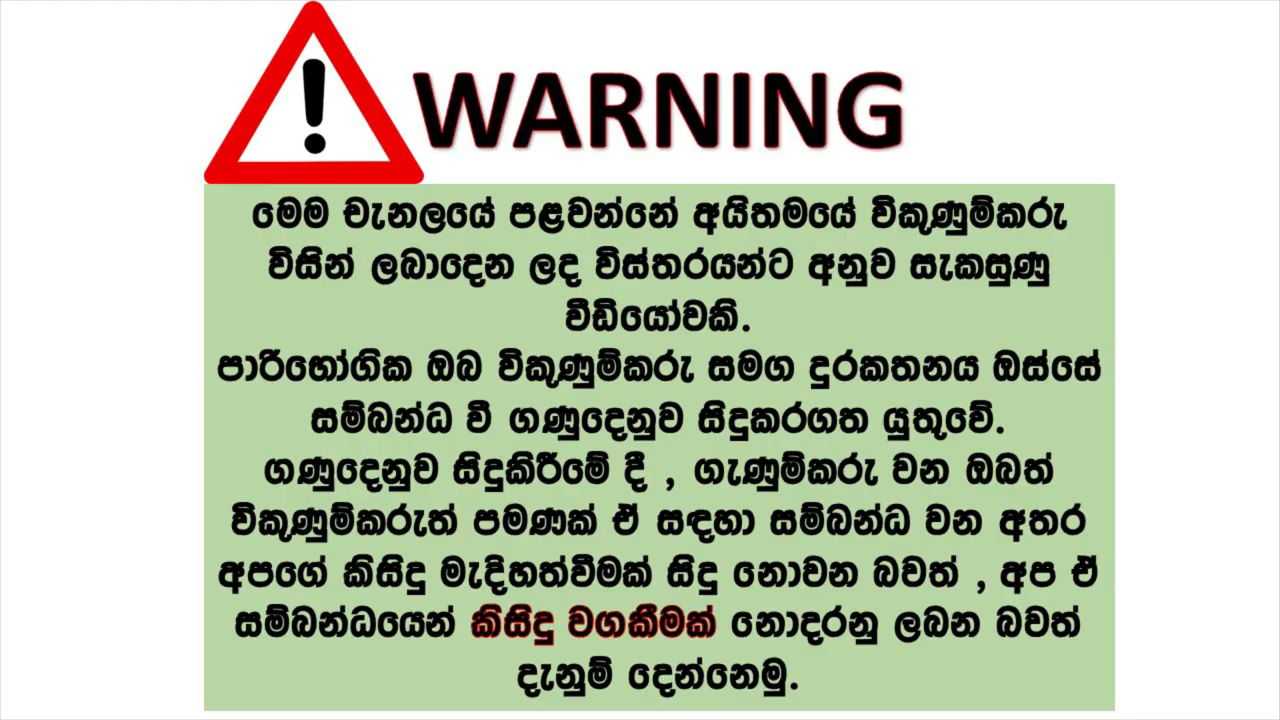 WARNING
මෙම චැනලයේ පළවන්නේ අයිතමයේ විකුණුම්කරු
විසින් ලබාදෙන ලද විස්තරයන්ට අනුව සැකසුණු
වීඩියෝවකි.
පාරිභෝගික ඔබ විකුණුම්කරු සමග දුරකතනය ඔස්සේ
සම්බන්ධ වී ගණුදෙනුව සිදුකරගත යුතුවේ.
ගණුදෙනුව සිදුකිරීමේ දී , ගැණුම්කරු වන ඔබත්
විකුණුම්කරුත් පමණක් ඒ සඳහා සම්බන්ධ වන අතර
අපගේ කිසිදු මැදිහත්වීමක් සිදු නොවන බවත් , අප ඒ
සම්බන්ධයෙන් කිසිදු වගකීමක් නොදරනු ලබන බවත්
දැනුම් දෙන්නෙමු.